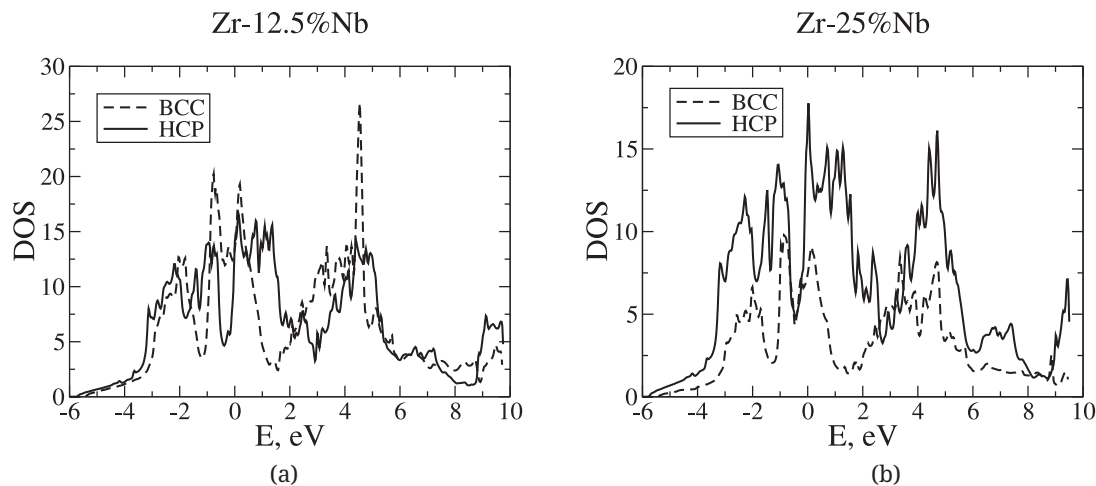 Zr-12.5%Nb
30
25
20
15
10
5
0
DOS
BCC
HCP
-6 -4 -2 0 2 4 6 8 10
E, eV
(a)
Zr-25%Nb
20
15
10
5
0
DOS
BCC
HCP
-6 -4 -2 0 2 4 6 8 10
E, eV
(b)